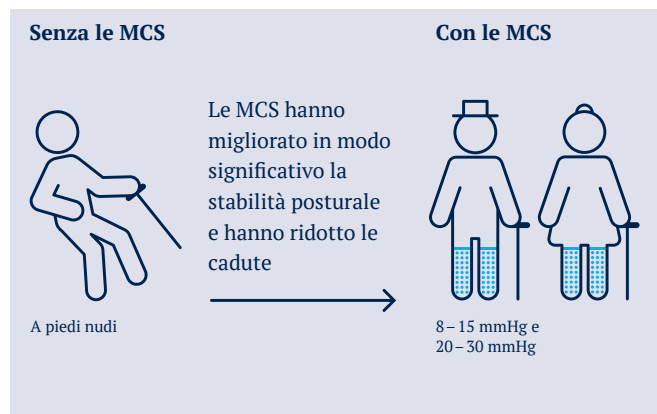 Senza le MCS
Con le MCS
Le MCS hanno
migliorato in modo
significativo la
stabilità posturale
e hanno ridotto le
cadute
A piedi nudi
8 – 15 mmHg e
20 – 30 mmHg